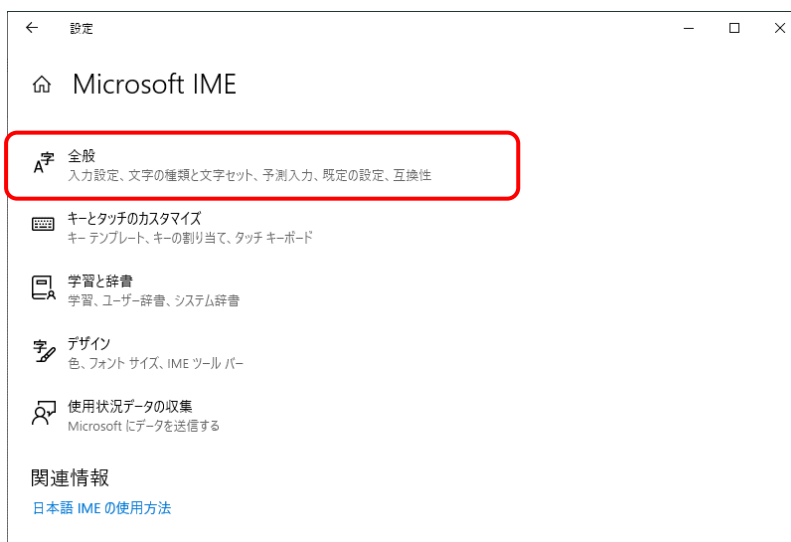 設定
Microsoft IME
全般
入力設定、文字の種類と文字セット、予測入力、既定の設定、互換性
キーとタッチのカスタマイズ
キー テンプレート、キーの割り当て、タッチ キーボード
学習と辞書
学習、ユーザー辞書、システム辞書
デザイン
色、フォント サイズ、IME ツール バー
使用状況データの収集
Microsoft にデータを送信する
関連情報
日本語 IME の使用方法